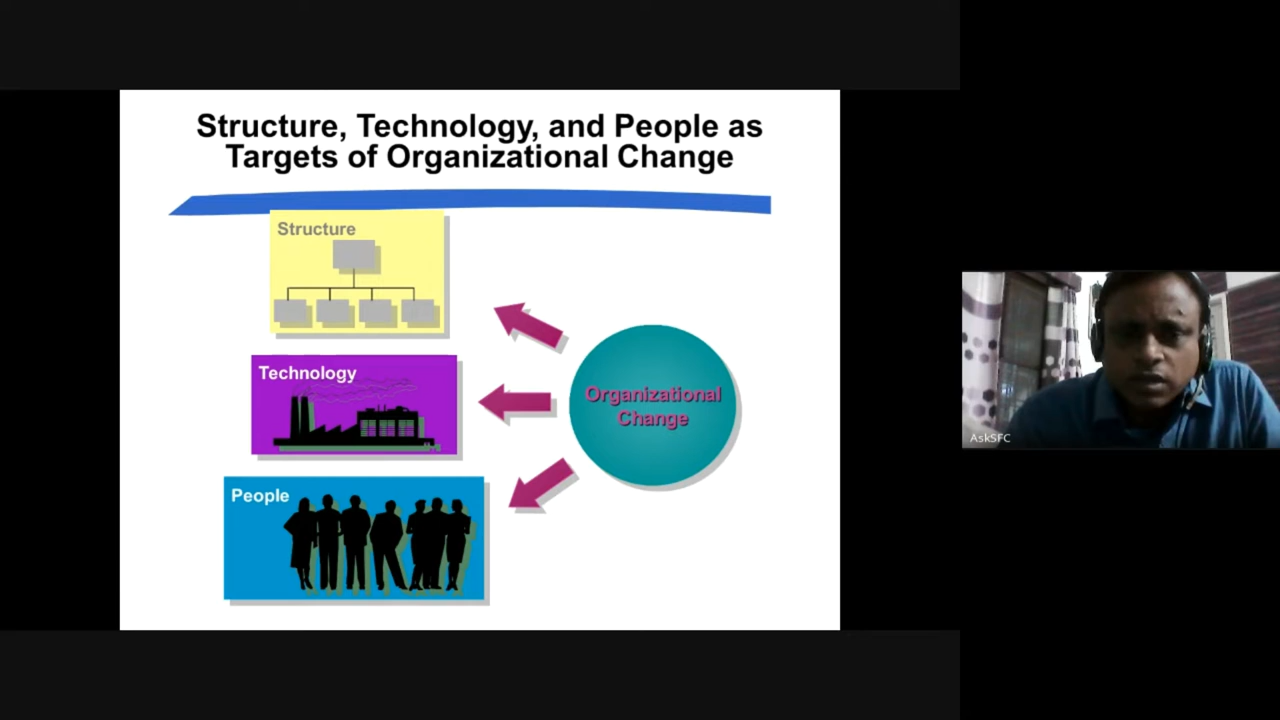 Structure, Technology, and People as
Targets of Organizational Change
Structure
Technology
People
Organizational
Change
AskSFC